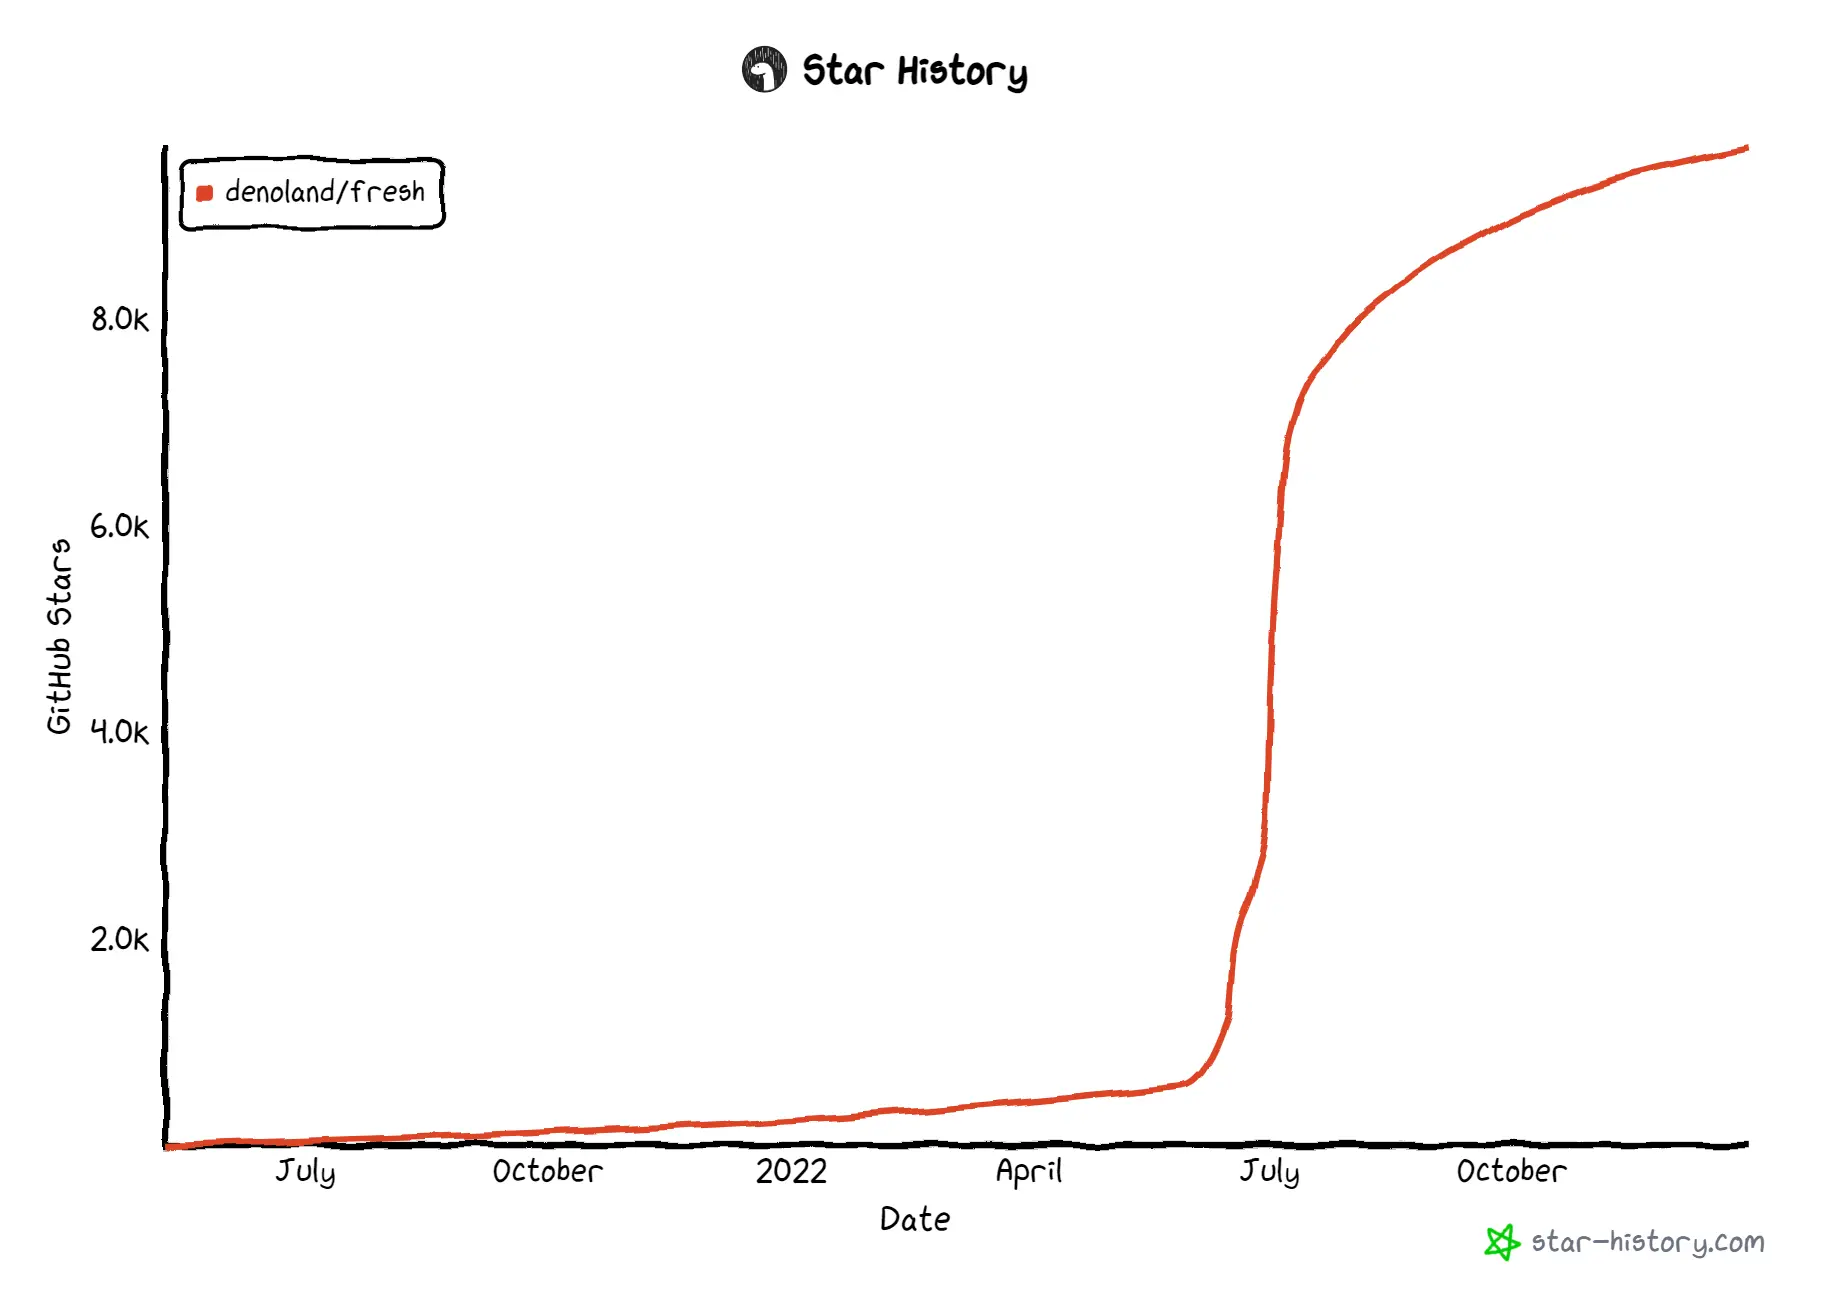 Star History
denoland/fresh
8.0k
6.0k
4.0k
2.0k
GitHub Stars
July October 2022 April July October
Date
star-history.com